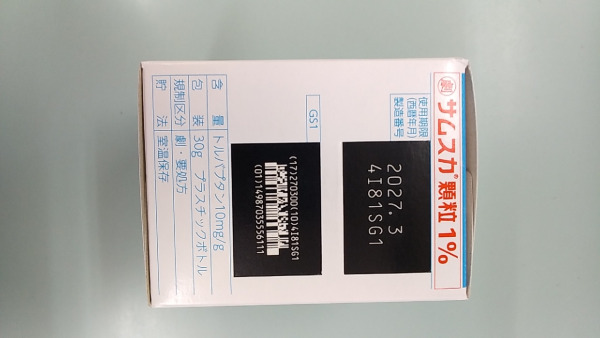 劇 サムスカ®顆粒1%
使用期限
(西暦年月)
製造番号
2027.3
4I81SG1
GS1
(17)270300(10)4I81SG1
(01)14987035556111
含量 トルバプタン10mg/g
包装 30g プラスチックボトル
規制区分 劇・要処方
貯法 室温保存